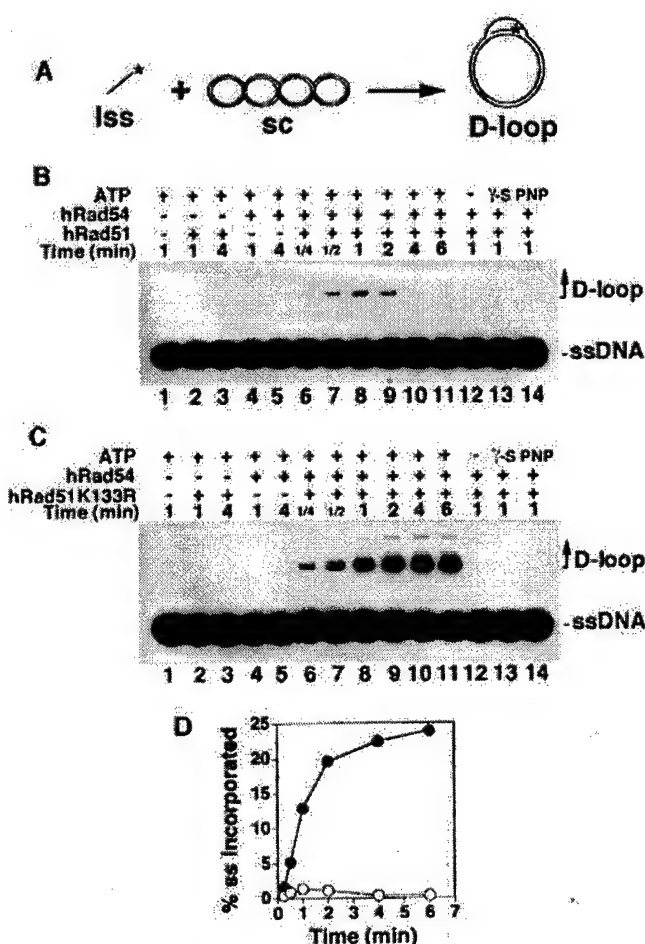 A
Iss + sc D-loop
B
ATP + + + + + + + + + + + - γ-S PNP
hRad54 - - - + + + + + + + + + + +
hRad51 - + + - - + + + + + + + + +
Time (min) 1 1 4 1 4 1/4 1/2 1 2 4 6 1 1 1
D-loop
-ssDNA
1 2 3 4 5 6 7 8 9 10 11 12 13 14
C
ATP + + + + + + + + + + + - γ-S PNP
hRad54 - - - + + + + + + + + + + +
hRad51K133R - + + - - + + + + + + + + +
Time (min) 1 1 4 1 4 1/4 1/2 1 2 4 6 1 1 1
D-loop
-ssDNA
1 2 3 4 5 6 7 8 9 10 11 12 13 14
D
% ss incorporated
25
20
15
10
5
0
0 1 2 3 4 5 6 7
Time (min)